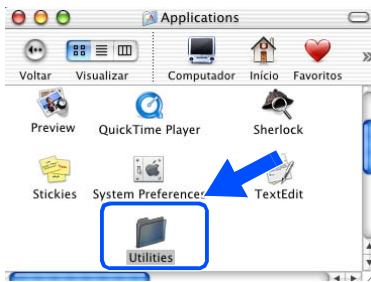 Applications
Voltar Visualizar Computador Início Favoritos
Preview QuickTime Player Sherlock
Stickies System Preferences TextEdit
Utilities